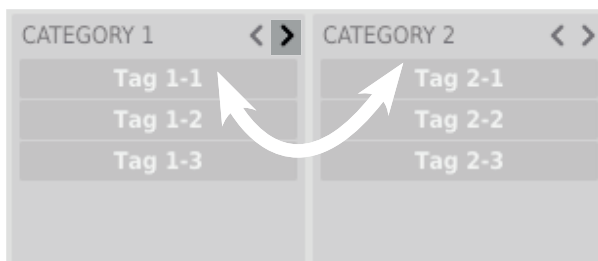 CATEGORY 1 < >
Tag 1-1
Tag 1-2
Tag 1-3
CATEGORY 2 < >
Tag 2-1
Tag 2-2
Tag 2-3